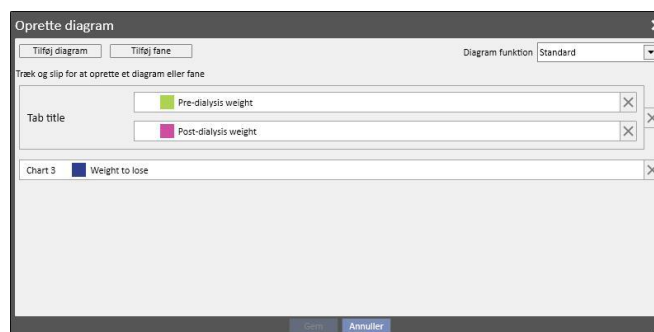 Oprette diagram
Tilføj diagram Tilføj fane Diagram funktion Standard
Træk og slip for at oprette et diagram eller fane
Pre-dialysis weight
Tab title
Post-dialysis weight
Chart 3 Weight to lose
Gem Annuller